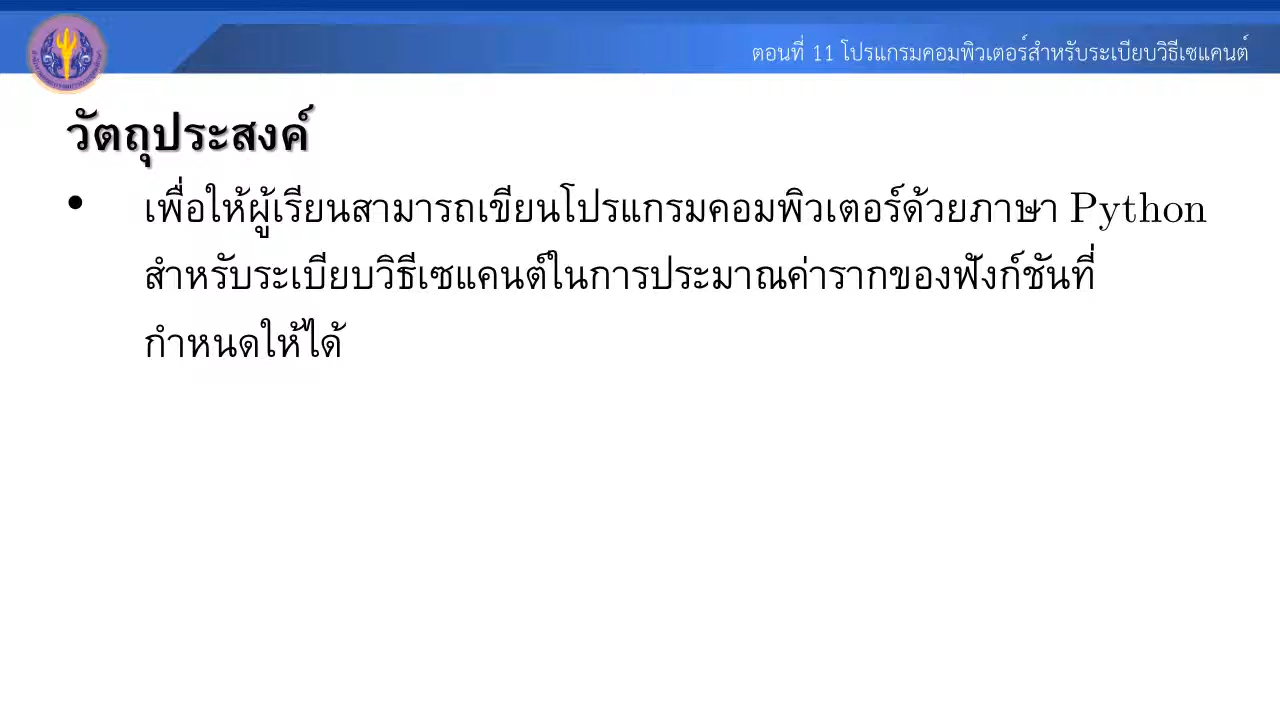 ตอนที่ 11 โปรแกรมคอมพิวเตอร์สำหรับระเบียบวิธีเซแคนต์
วัตถุประสงค์
• เพื่อให้ผู้เรียนสามารถเขียนโปรแกรมคอมพิวเตอร์ด้วยภาษา Python
สำหรับระเบียบวิธีเซแคนต์ในการประมาณค่ารากของฟังก์ชันที่
กำหนดให้ได้